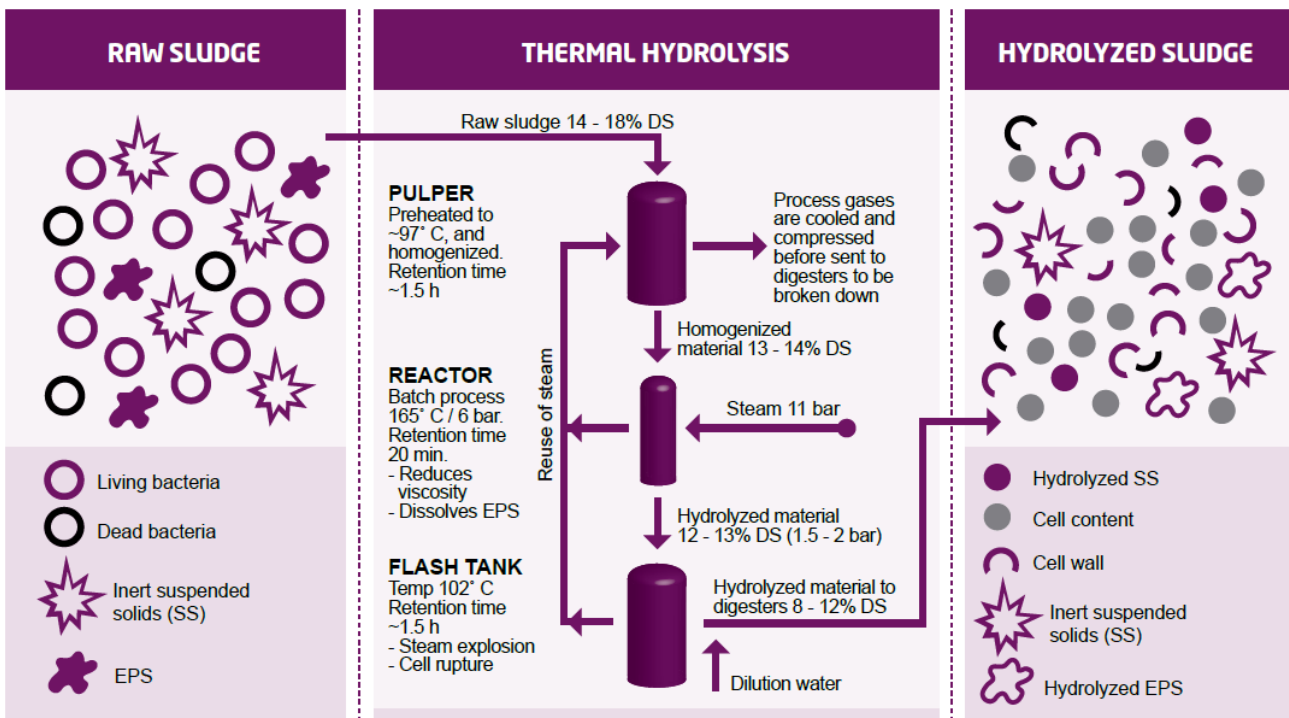 RAW SLUDGE
Living bacteria
Dead bacteria
Inert suspended
solids (SS)
EPS
THERMAL HYDROLYSIS
Raw sludge 14 - 18% DS
PULPER
Preheated to
~97˚ C, and
homogenized.
Retention time
~1.5 h
Process gases
are cooled and
compressed
before sent to
digesters to be
broken down
Homogenized
material 13 - 14% DS
Reuse of steam
REACTOR
Batch process
165˚ C / 6 bar.
Retention time
20 min.
- Reduces
viscosity
- Dissolves EPS
Steam 11 bar
Hydrolyzed material
12 - 13% DS (1.5 - 2 bar)
FLASH TANK
Temp 102˚ C
Retention time
~1.5 h
- Steam explosion
- Cell rupture
Hydrolyzed material to
digesters 8 - 12% DS
Dilution water
HYDROLYZED SLUDGE
Hydrolyzed SS
Cell content
Cell wall
Inert suspended
solids (SS)
Hydrolyzed EPS